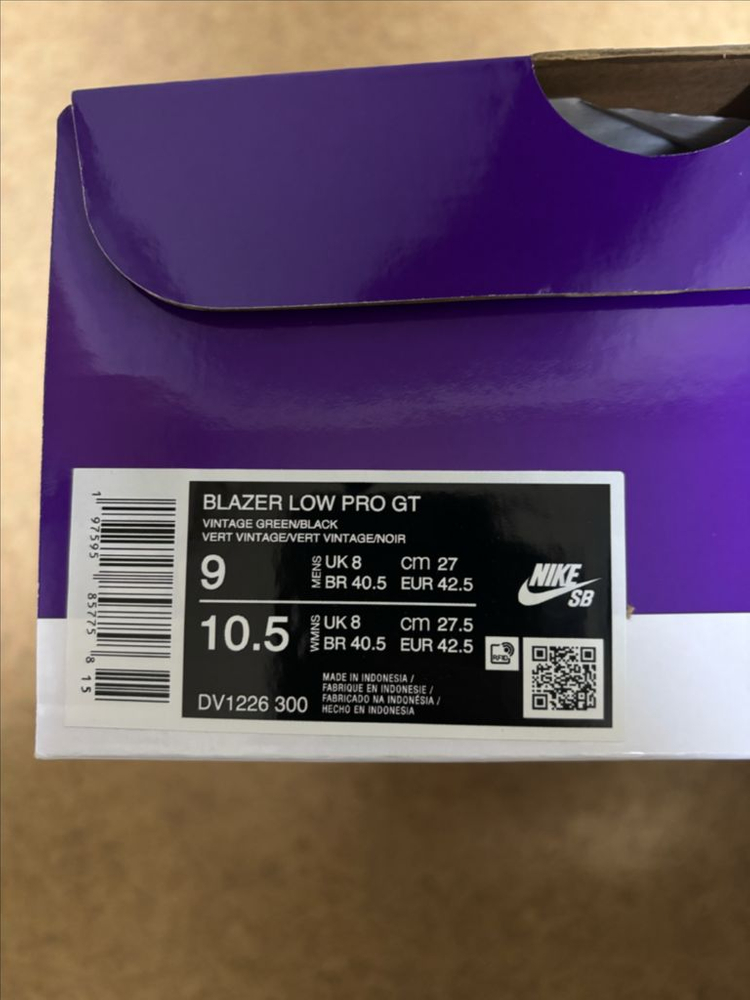 BLAZER LOW PRO GT
VINTAGE GREEN/BLACK
VERT VINTAGE/VERT VINTAGE/NOIR
9
MENS
UK 8 cm 27
BR 40.5 EUR 42.5
10.5
WMNS
UK 8 cm 27.5
BR 40.5 EUR 42.5
DV1226 300
MADE IN INDONESIA /
FABRIQUE EN INDONESIE /
FABRICADO NA INDONÉSIA /
HECHO EN INDONESIA
NIKE
SB
RFID
1 97595 85775 8 15